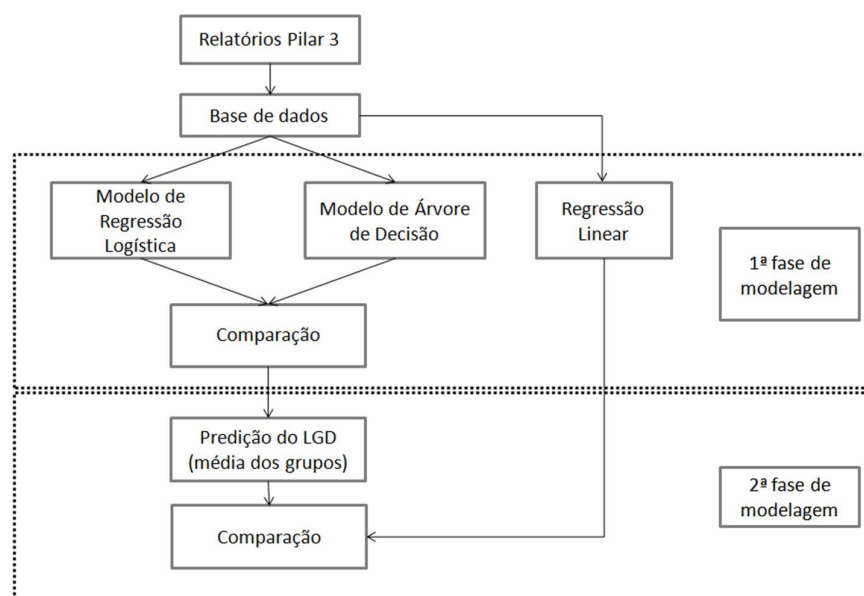 Relatórios Pilar 3
Base de dados
Modelo de
Regressão
Logística
Modelo de Árvore
de Decisão
Regressão
Linear
1ª fase de
modelagem
Comparação
Predição do LGD
(média dos grupos)
2ª fase de
modelagem
Comparação